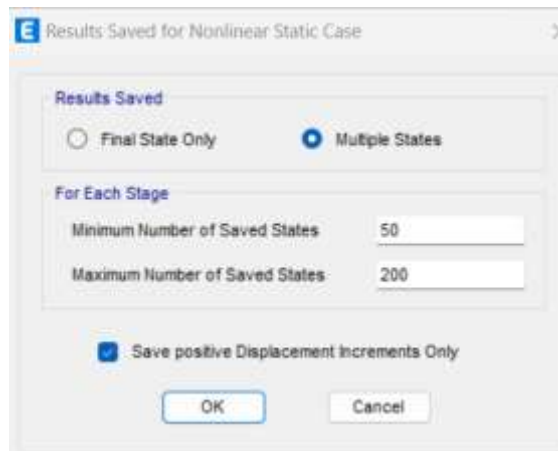 E Results Saved for Nonlinear Static Case
Results Saved
Final State Only Multiple States
For Each Stage
Minimum Number of Saved States 50
Maximum Number of Saved States 200
Save positive Displacement Increments Only
OK Cancel